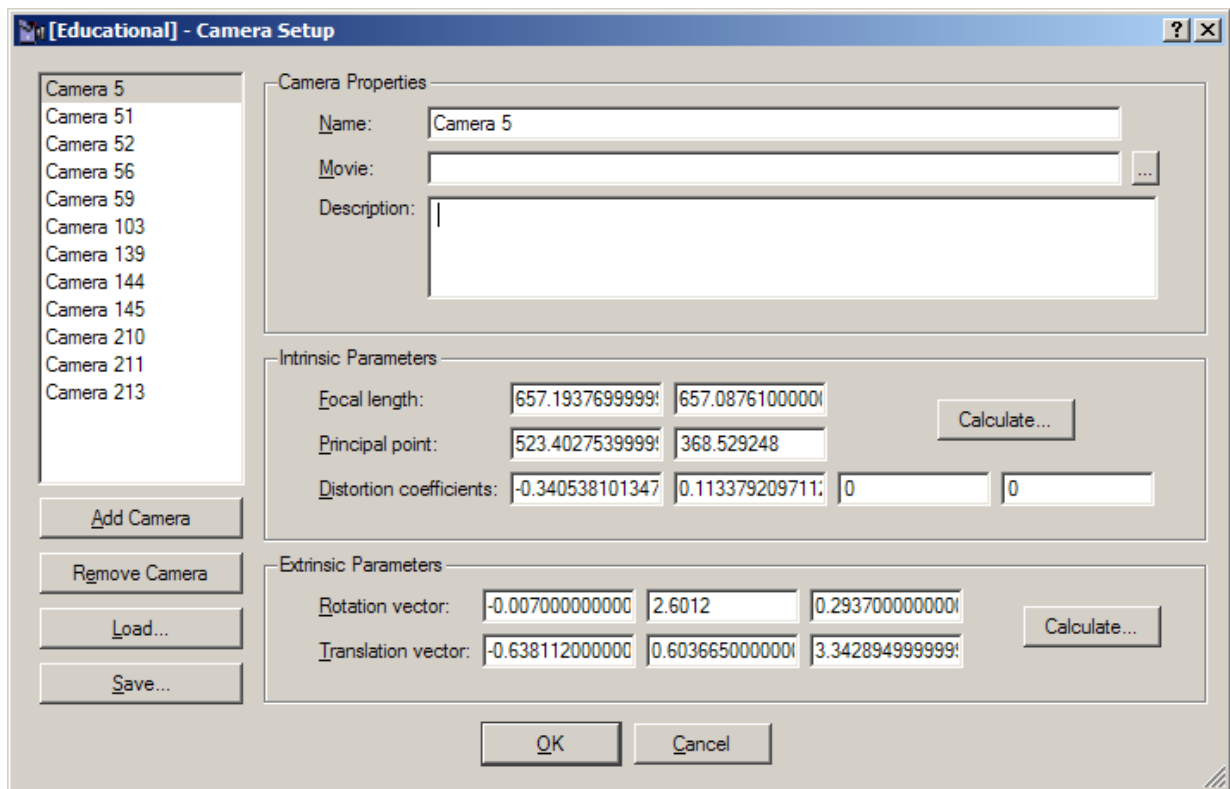 [Educational] - Camera Setup
Camera 5
Camera 51
Camera 52
Camera 56
Camera 59
Camera 103
Camera 139
Camera 144
Camera 145
Camera 210
Camera 211
Camera 213
Add Camera
Remove Camera
Load...
Save...
Camera Properties
Name: Camera 5
Movie: ...
Description:
Intrinsic Parameters
Focal length: 657.1937699999 657.0876100000
Calculate...
Principal point: 523.4027539999 368.529248
Distortion coefficients: -0.340538101347 0.113379209711 0 0
Extrinsic Parameters
Rotation vector: -0.007000000000 2.6012 0.293700000000
Calculate...
Translation vector: -0.638112000000 0.603665000000 3.342894999999
OK Cancel